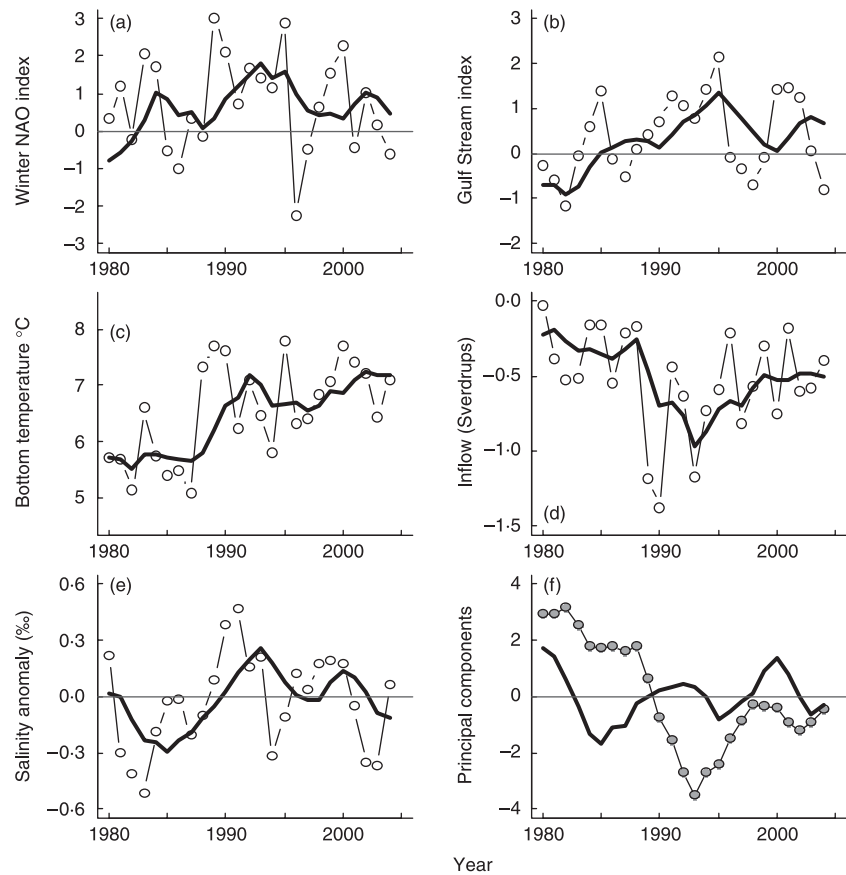 (a)
Winter NAO index
3
2
1
0
−1
−2
−3
1980 1990 2000
(b)
Gulf Stream index
3
2
1
0
−1
−2
1980 1990 2000
(c)
Bottom temperature °C
8
7
6
5
1980 1990 2000
(d)
Inflow (Sverdrups)
0·0
−0·5
−1·0
−1·5
1980 1990 2000
(e)
Salinity anomaly (‰)
0·6
0·3
0·0
−0·3
−0·6
1980 1990 2000
(f)
Principal components
4
2
0
−2
−4
1980 1990 2000
Year